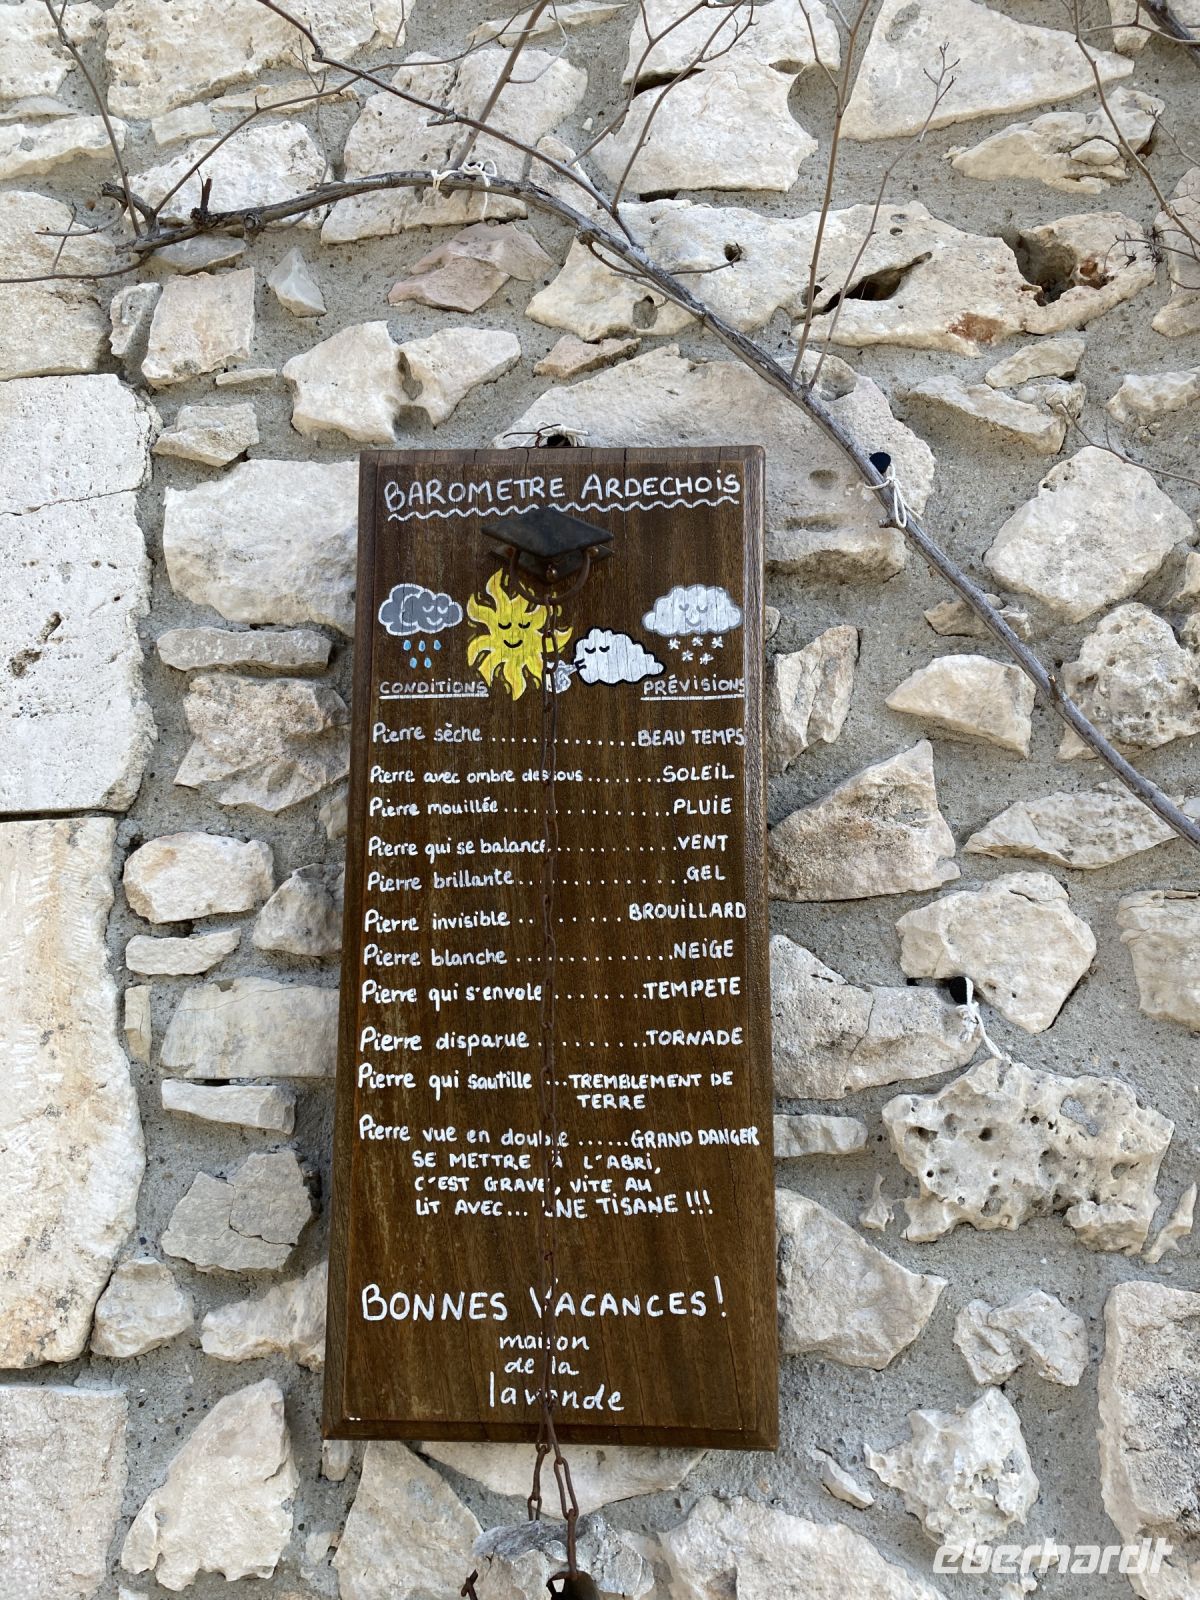 BAROMETRE ARDECHOIS
CONDITIONS PRÉVISIONS
Pierre sèche .............BEAU TEMPS
Pierre avec ombre dessous........SOLEIL
Pierre mouillée...............PLUIE
Pierre qui se balance............VENT
Pierre brillante..............GEL
Pierre invisible.........BROUILLARD
Pierre blanche..............NEIGE
Pierre qui s'envole ........TEMPETE
Pierre disparue .........TORNADE
Pierre qui sautille ...TREMBLEMENT DE
TERRE
Pierre vue en double ......GRAND DANGER
SE METTRE À L'ABRI,
C'EST GRAVE, VITE AU
LIT AVEC... UNE TISANE !!!
BONNES VACANCES!
maison
de la
lavande
eberhardt